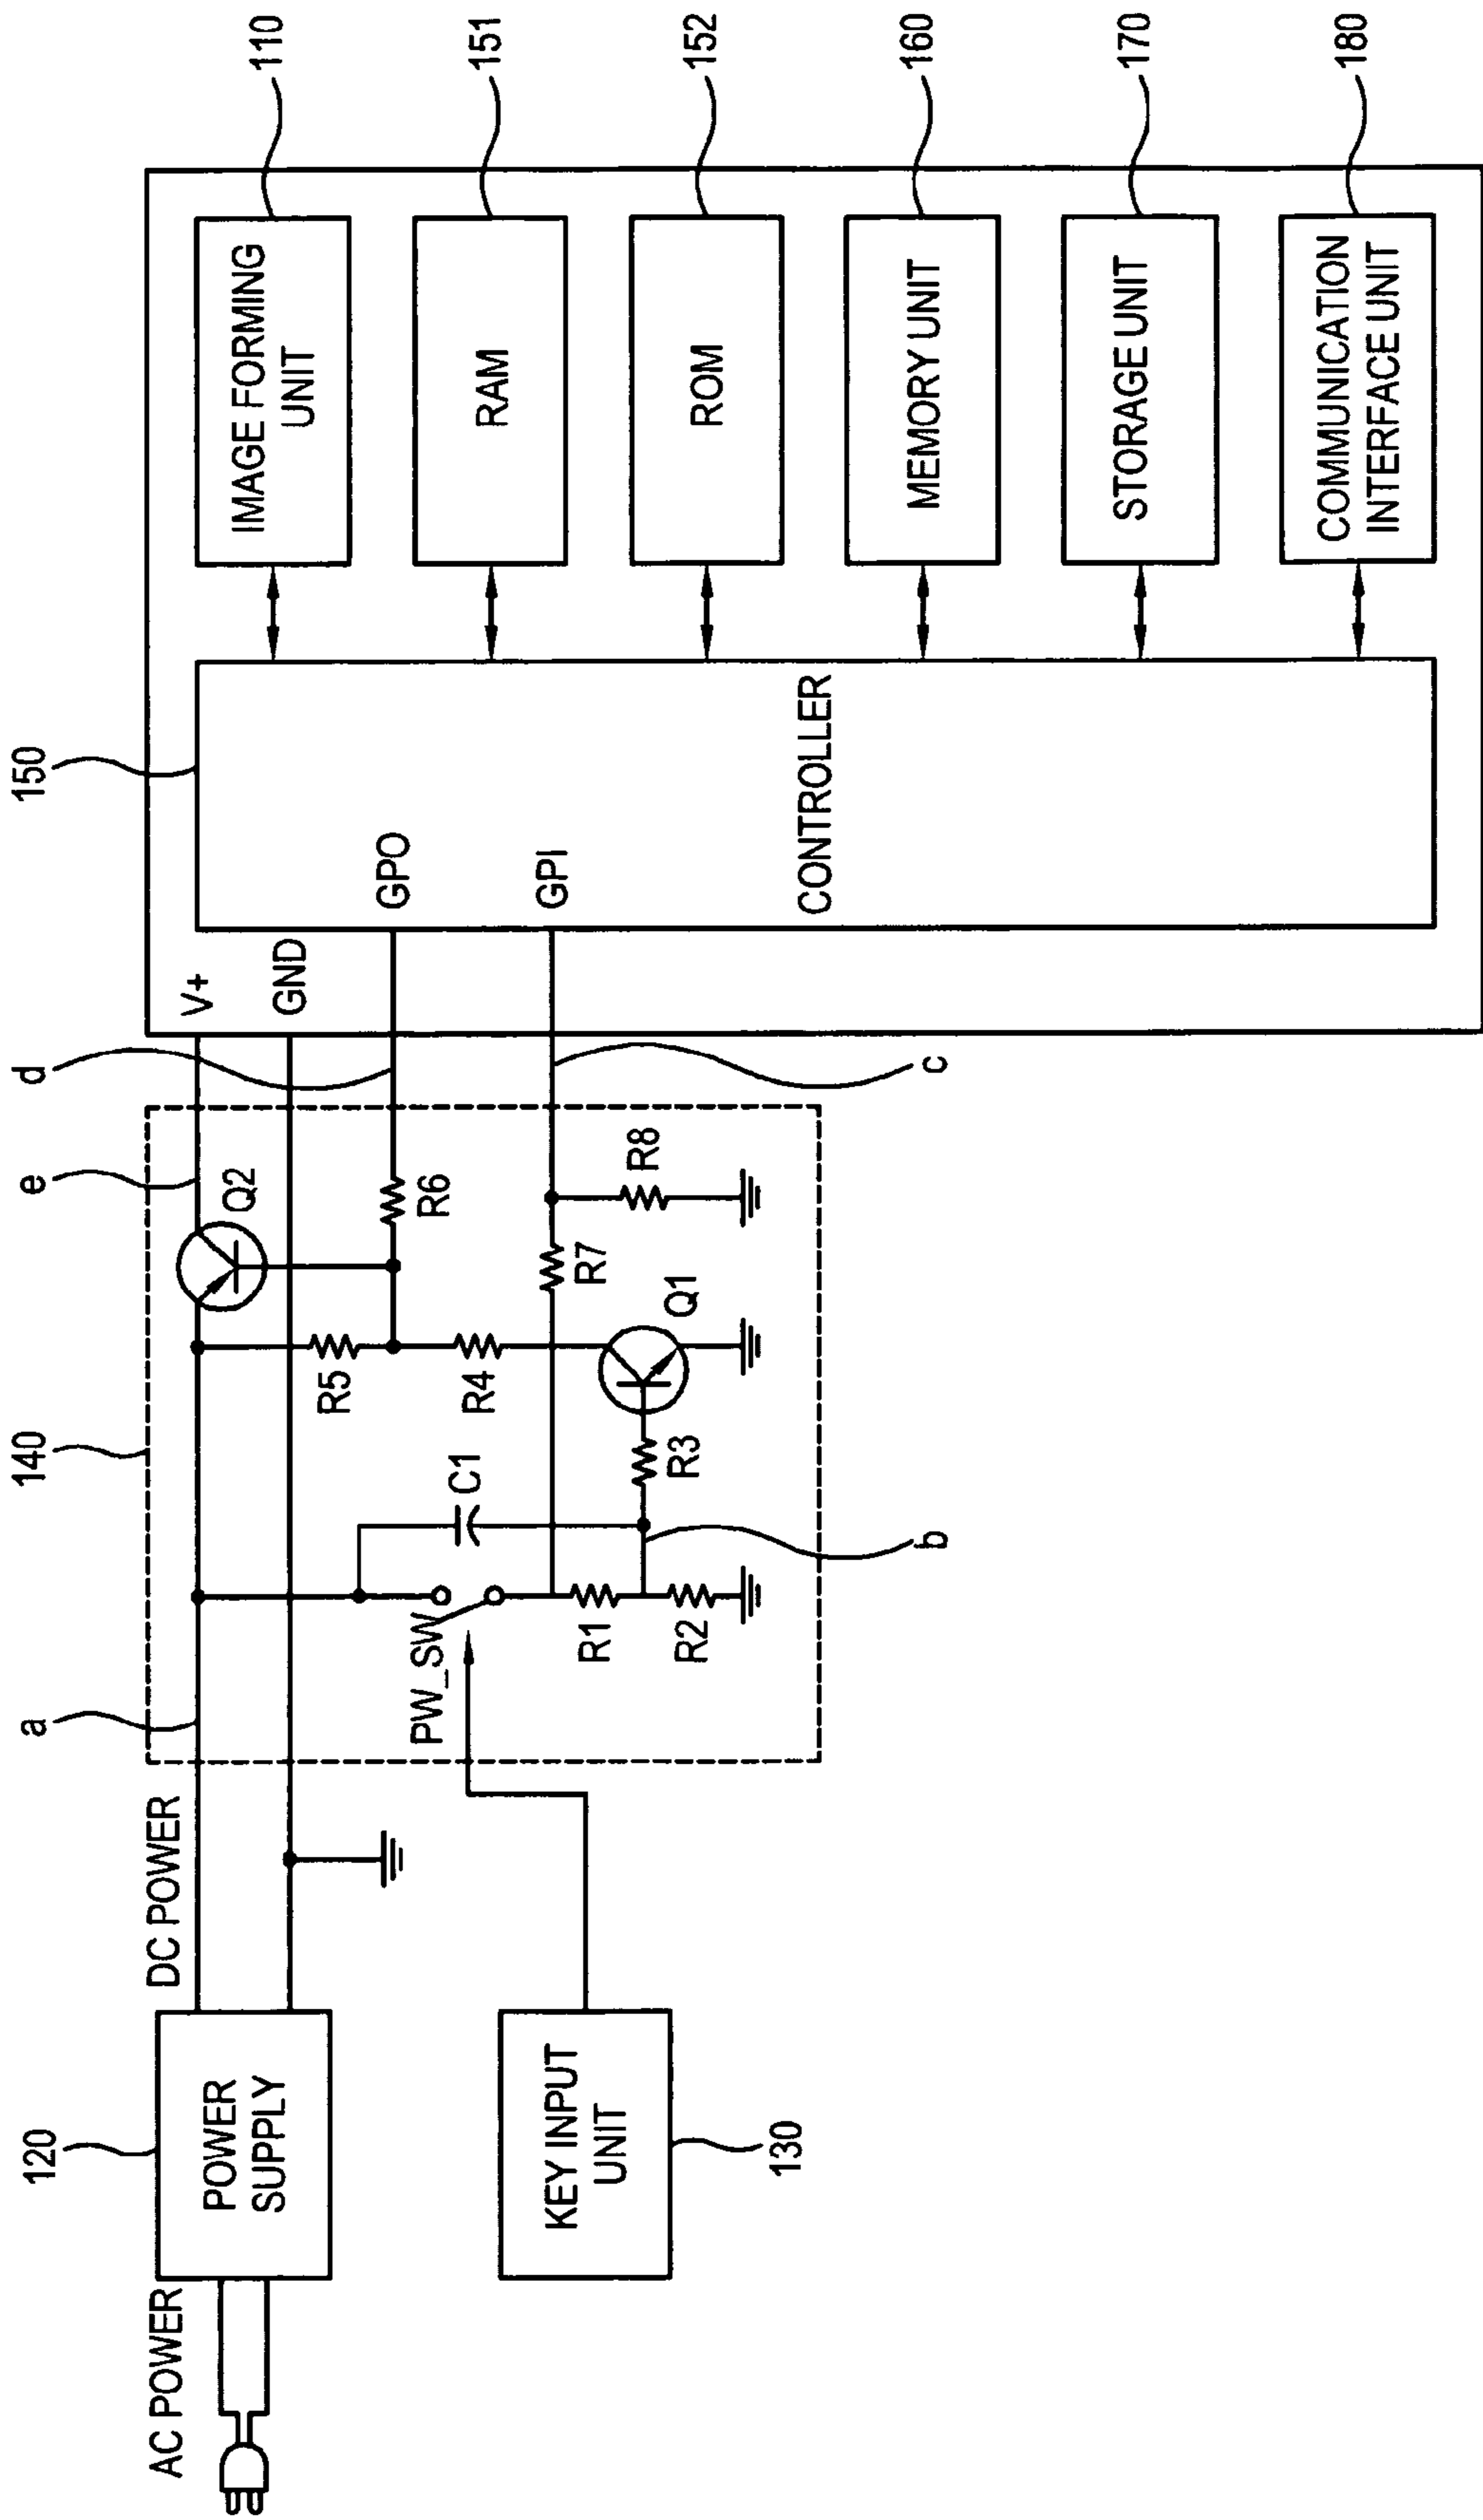 AC POWER
120
POWER
SUPPLY
DC POWER
KEY INPUT
UNIT
130
a
140
PW_SW
C1
R1
R2
R3
b
R5
R4
Q1
Q2
R6
R7
R8
e
d
c
V+
GND
150
GPO
GPI
CONTROLLER
IMAGE FORMING
UNIT
110
RAM
151
ROM
152
MEMORY UNIT
160
STORAGE UNIT
170
COMMUNICATION
INTERFACE UNIT
180